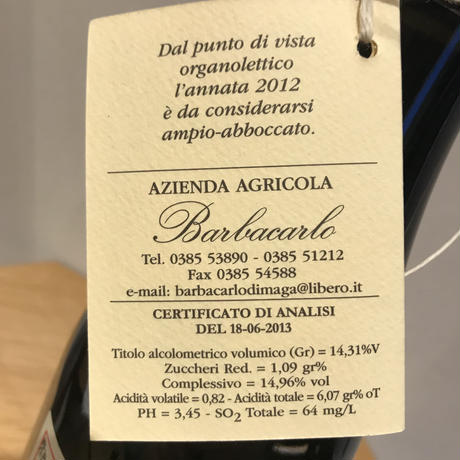 Dal punto di vista
organolettico
l'annata 2012
è da considerarsi
ampio-abboccato.
AZIENDA AGRICOLA
Barbacarlo
Tel. 0385 53890 - 0385 51212
Fax 0385 54588
e-mail: barbacarlodimaga@libero.it
CERTIFICATO DI ANALISI
DEL 18-06-2013
Titolo alcolometrico volumico (Gr) = 14,31%V
Zuccheri Red. = 1,09 gr%
Complessivo = 14,96% vol
Acidità volatile = 0,82 - Acidità totale = 6,07 gr% oT
PH = 3,45 - SO2 Totale = 64 mg/L